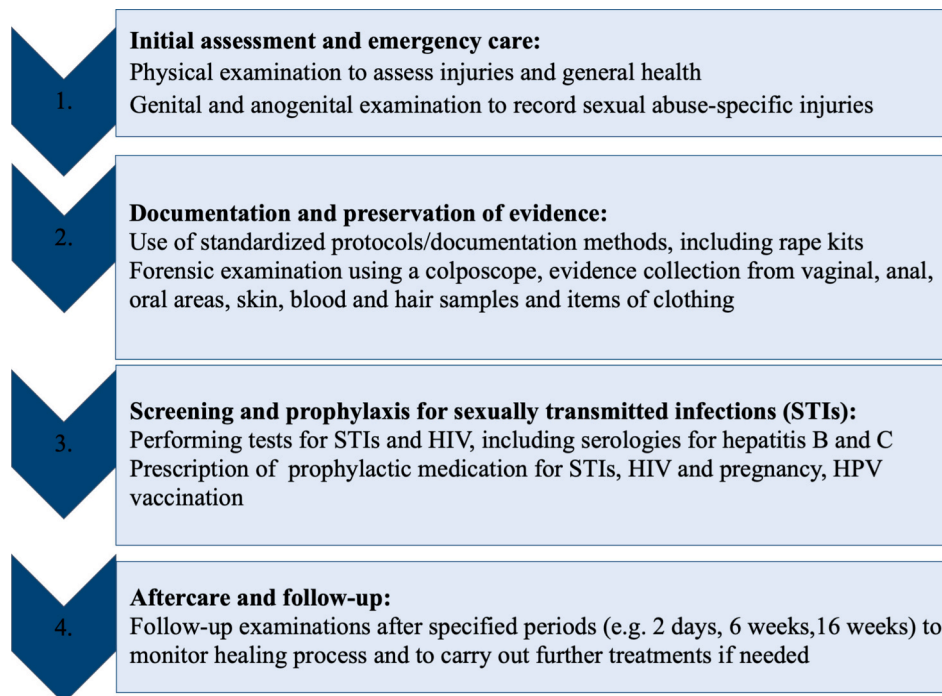 1.
Initial assessment and emergency care:
Physical examination to assess injuries and general health
Genital and anogenital examination to record sexual abuse-specific injuries
2.
Documentation and preservation of evidence:
Use of standardized protocols/documentation methods, including rape kits
Forensic examination using a colposcope, evidence collection from vaginal, anal,
oral areas, skin, blood and hair samples and items of clothing
3.
Screening and prophylaxis for sexually transmitted infections (STIs):
Performing tests for STIs and HIV, including serologies for hepatitis B and C
Prescription of prophylactic medication for STIs, HIV and pregnancy, HPV
vaccination
4.
Aftercare and follow-up:
Follow-up examinations after specified periods (e.g. 2 days, 6 weeks,16 weeks) to
monitor healing process and to carry out further treatments if needed